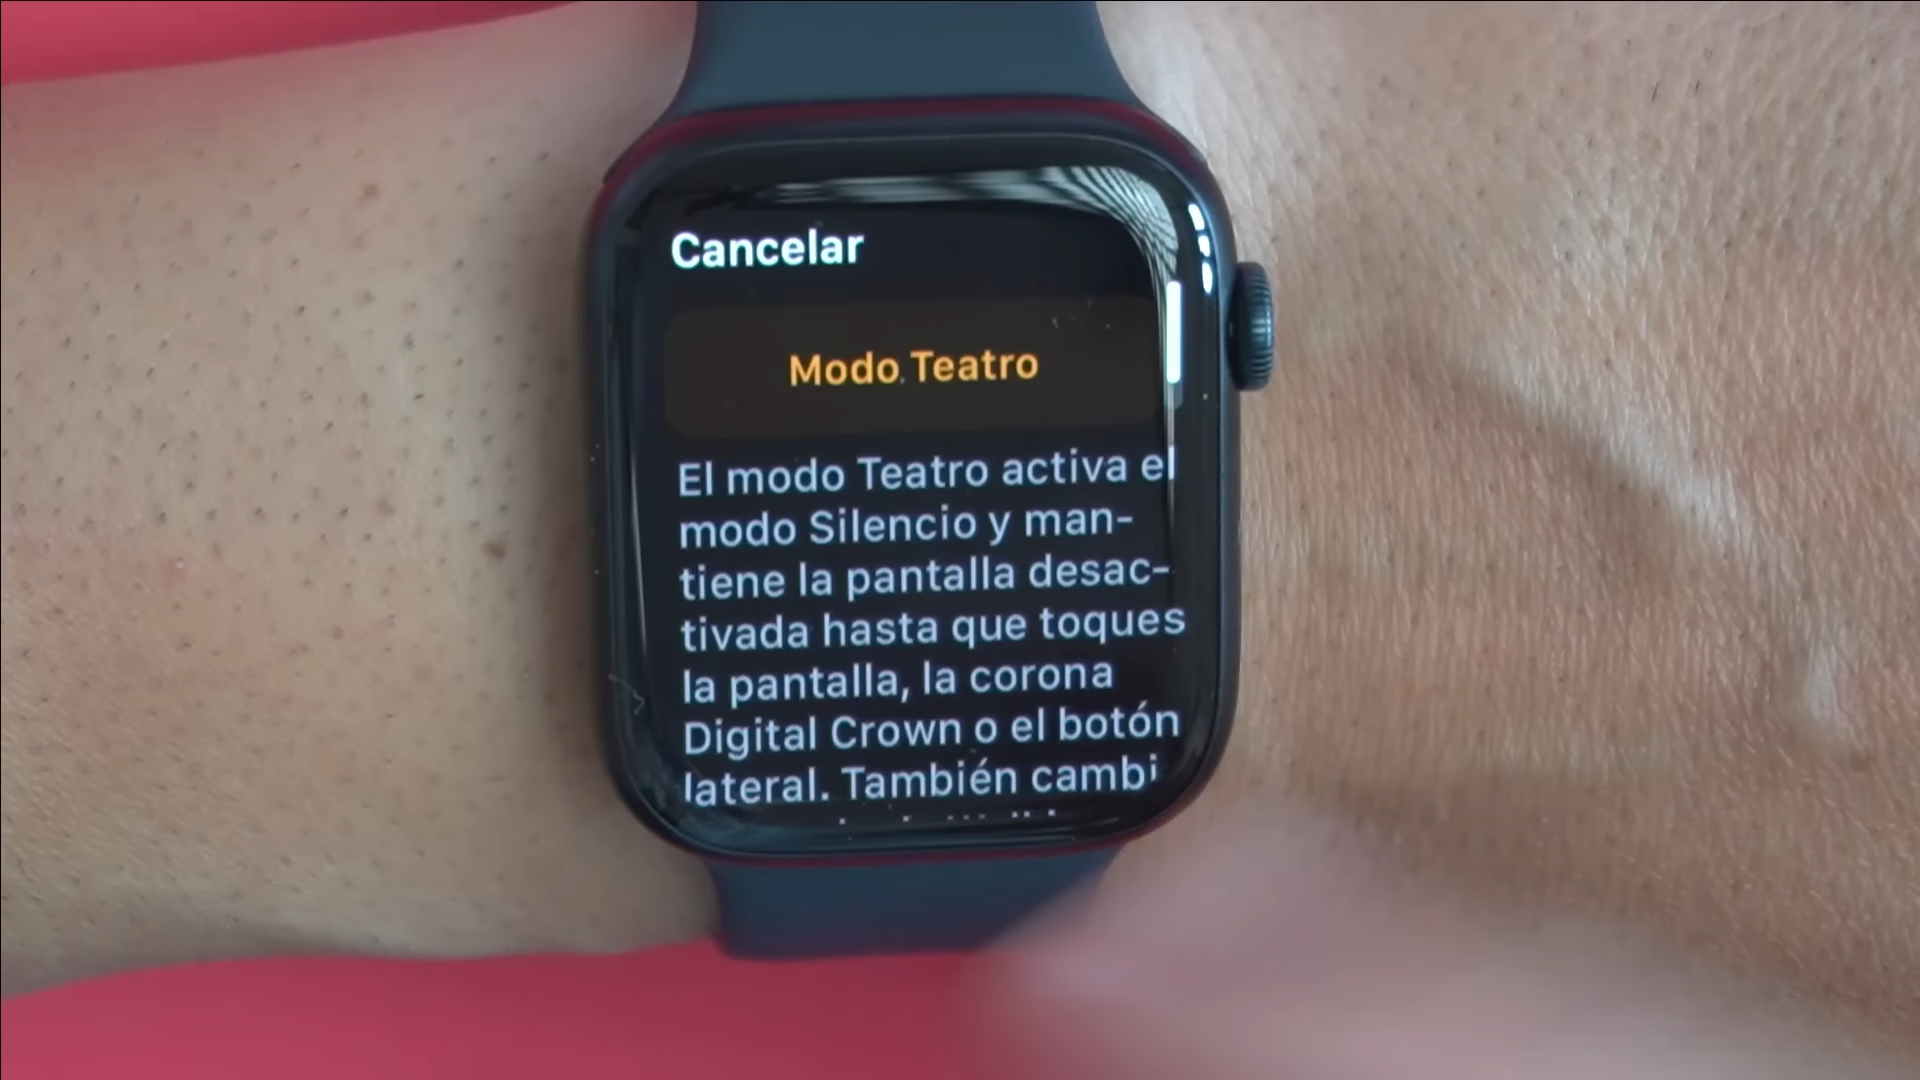 Cancelar
Modo Teatro
El modo Teatro activa el
modo Silencio y man-
tiene la pantalla desac-
tivada hasta que toques
la pantalla, la corona
Digital Crown o el botón
lateral. También cambi